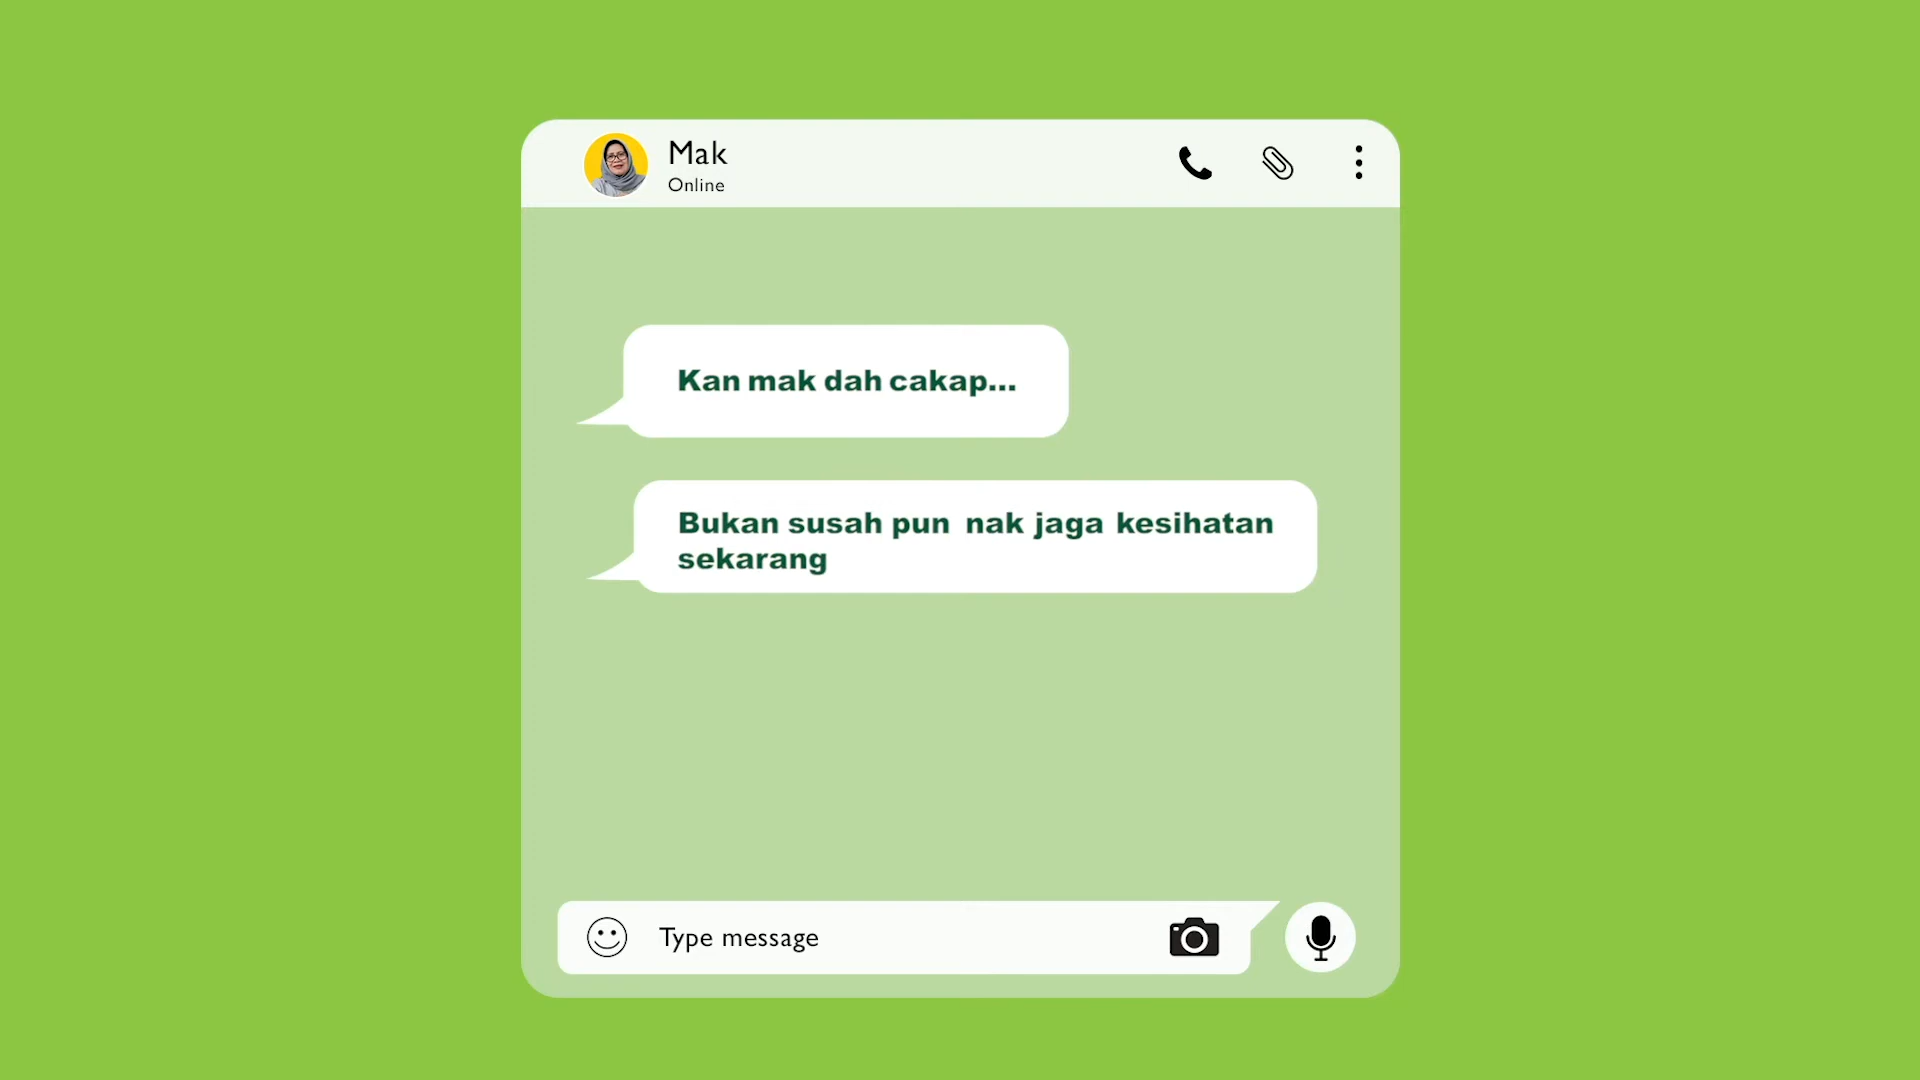 Mak
Online
Kan mak dah cakap...
Bukan susah pun nak jaga kesihatan
sekarang
Type message